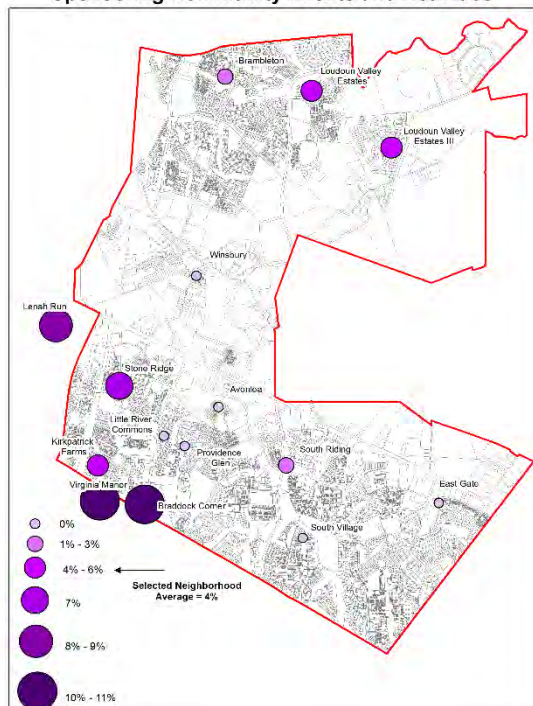 Brambleton
Loudoun Valley
Estates
Loudoun Valley
Estates III
Winsbury
Lenah Run
Stone Ridge
Avonlea
Little River
Commons
Kirkpatrick
Farms
Providence
Glen
South Riding
Virginia Manor
Braddock Corner
East Gate
South Village
0%
1% - 3%
4% - 6%
Selected Neighborhood
Average = 4%
7%
8% - 9%
10% - 11%